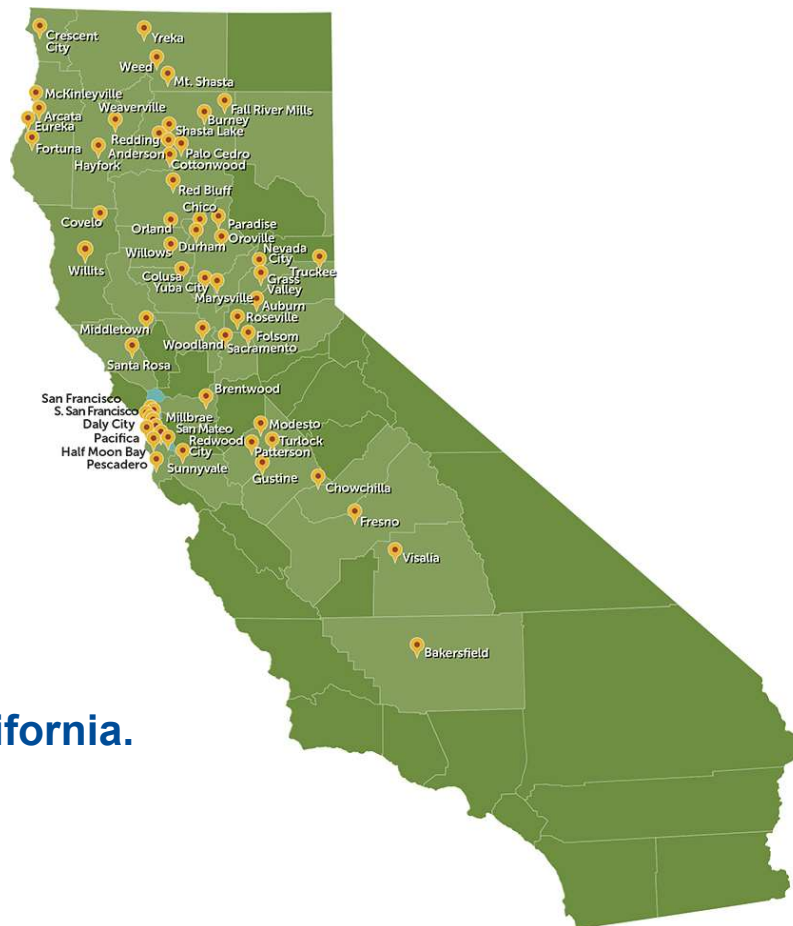 Crescent
City
Yreka
Weed
Mt. Shasta
McKinleyville
Arcata
Eureka
Fortuna
Weaverville
Fall River Mills
Burney
Shasta Lake
Redding
Anderson
Palo Cedro
Hayfork
Cottonwood
Red Bluff
Covelo
Chico
Orland
Paradise
Durham
Oroville
Willows
Willits
Nevada
City
Truckee
Colusa
Grass
Valley
Yuba City
Marysville
Auburn
Middletown
Roseville
Woodland
Folsom
Sacramento
Santa Rosa
Brentwood
San Francisco
S. San Francisco
Millbrae
Daly City
San Mateo
Pacifica
Redwood
City
Half Moon Bay
Pescadero
Sunnyvale
Modesto
Turlock
Patterson
Gustine
Chowchilla
Fresno
Visalia
Bakersfield
ifornia.